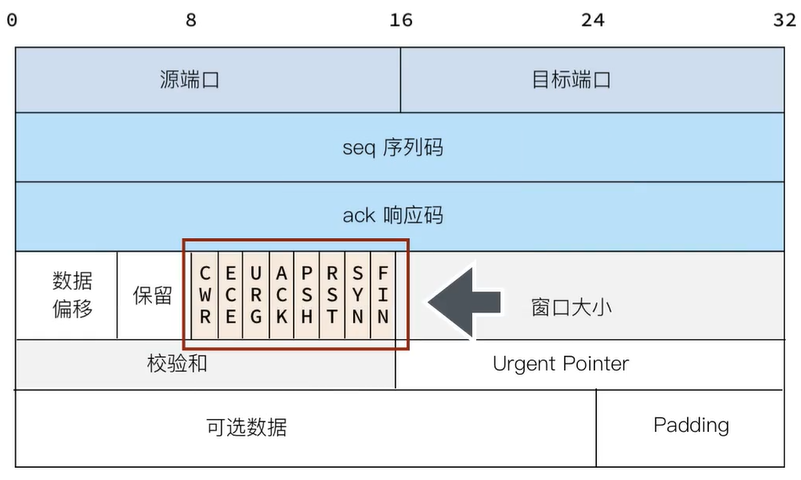 0 8 16 24 32
源端口 目标端口
seq 序列码
ack 响应码
数据
偏移
保留
CWR ECE URG ACK PSH RST SYN FIN
窗口大小
校验和 Urgent Pointer
可选数据 Padding